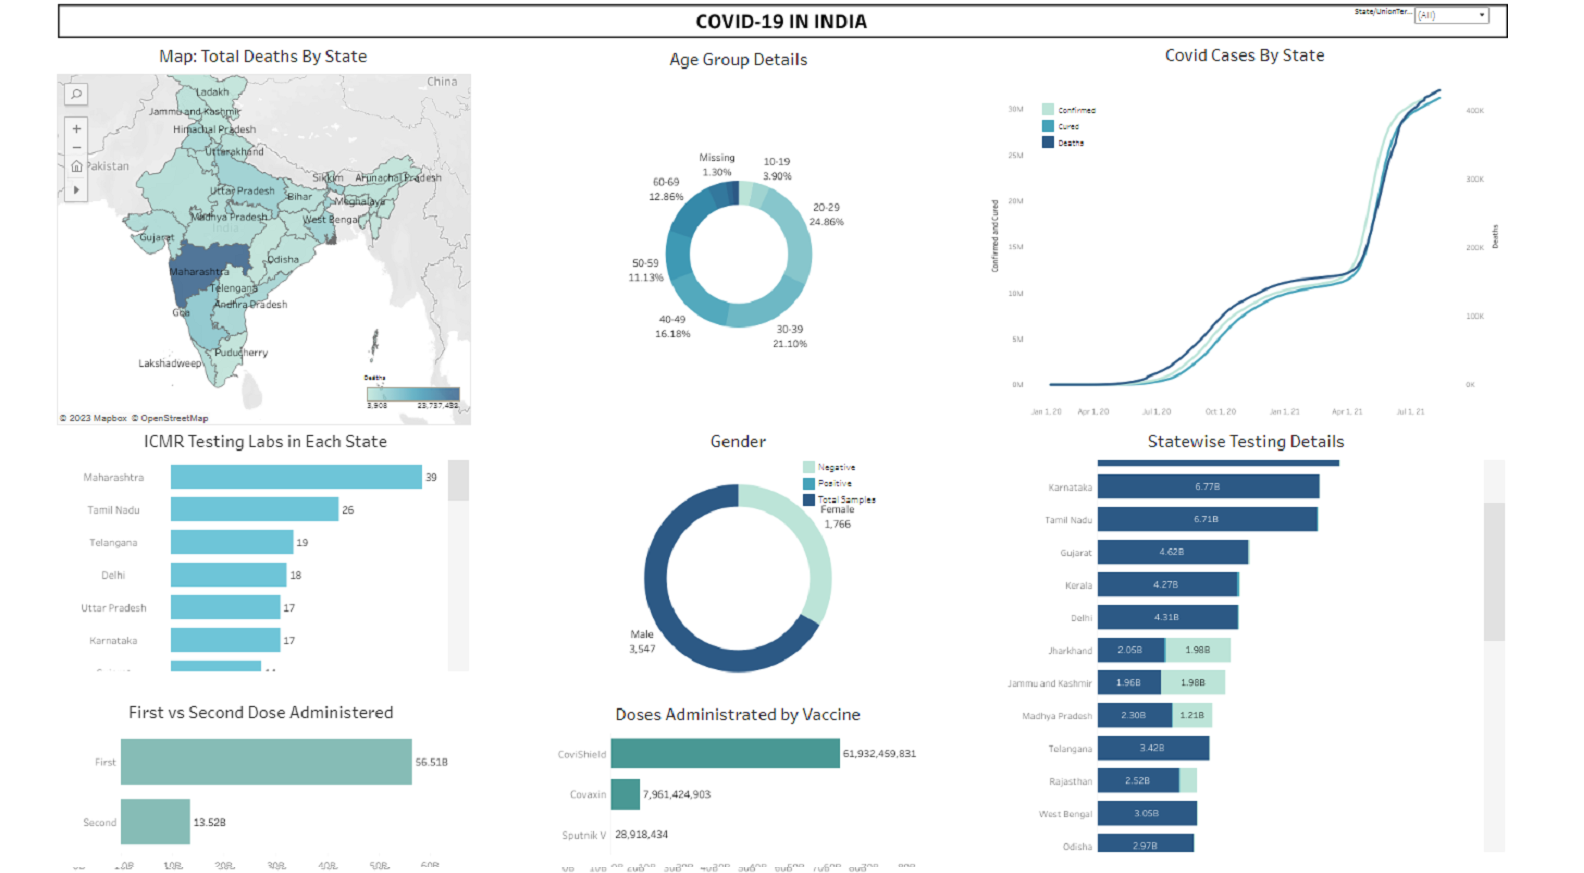 COVID-19 IN INDIA
State/UnionTer...
(All)
Map: Total Deaths By State
China
Ladakh
Jammu and Kashmir
Himachal Pradesh
Uttarakhand
Pakistan
Sikkim
Arunachal Pradesh
Uttar Pradesh
Bihar
Meghalaya
Madhya Pradesh
West Bengal
India
Gujarat
Odisha
Maharashtra
Telengana
Andhra Pradesh
Goa
Puducherry
Lakshadweep
Deaths
3,908
23,737,432
© 2023 Mapbox © OpenStreetMap
Age Group Details
Missing
1.30%
10-19
3.90%
60-69
12.86%
20-29
24.86%
50-59
11.13%
40-49
16.18%
30-39
21.10%
Covid Cases By State
Confirmed
Cured
Deaths
30M
25M
20M
15M
10M
5M
0M
Confirmed and Cured
400K
300K
200K
100K
0K
Deaths
Jan 1, 20
Apr 1, 20
Jul 1, 20
Oct 1, 20
Jan 1, 21
Apr 1, 21
Jul 1, 21
ICMR Testing Labs in Each State
Maharashtra 39
Tamil Nadu 26
Telangana 19
Delhi 18
Uttar Pradesh 17
Karnataka 17
Gender
Negative
Positive
Total Samples
Female
1,766
Male
3,547
Statewise Testing Details
Karnataka 6.77B
Tamil Nadu 6.71B
Gujarat 4.62B
Kerala 4.27B
Delhi 4.31B
Jharkhand 2.05B 1.98B
Jammu and Kashmir 1.96B 1.98B
Madhya Pradesh 2.30B 1.21B
Telangana 3.42B
Rajasthan 2.52B
West Bengal 3.05B
Odisha 2.97B
First vs Second Dose Administered
First 56.51B
Second 13.52B
Doses Administrated by Vaccine
CoviShield 61,932,459,831
Covaxin 7,961,424,903
Sputnik V 28,918,434